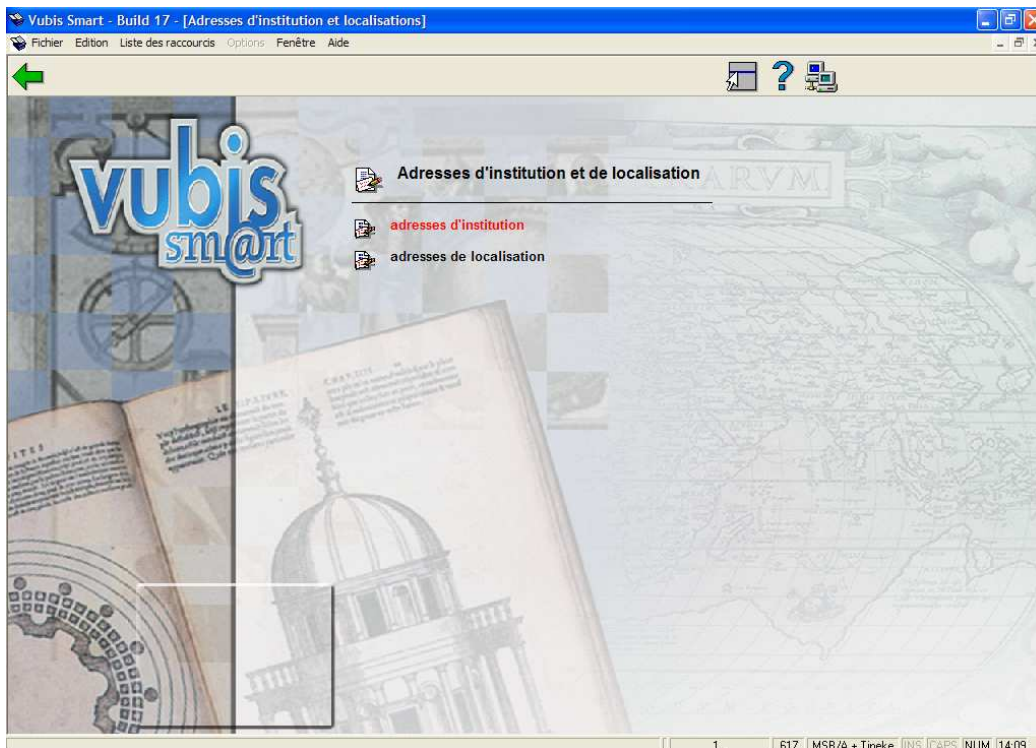 Vubis Smart - Build 17 - [Adresses d'institution et localisations]
Fichier Edition Liste des raccourcis Options Fenêtre Aide
vubis
sm@rt
Adresses d'institution et de localisation
ARVM
adresses d'institution
adresses de localisation
1 617 MSB/A + Tineke INS CAPS NUM 14:09